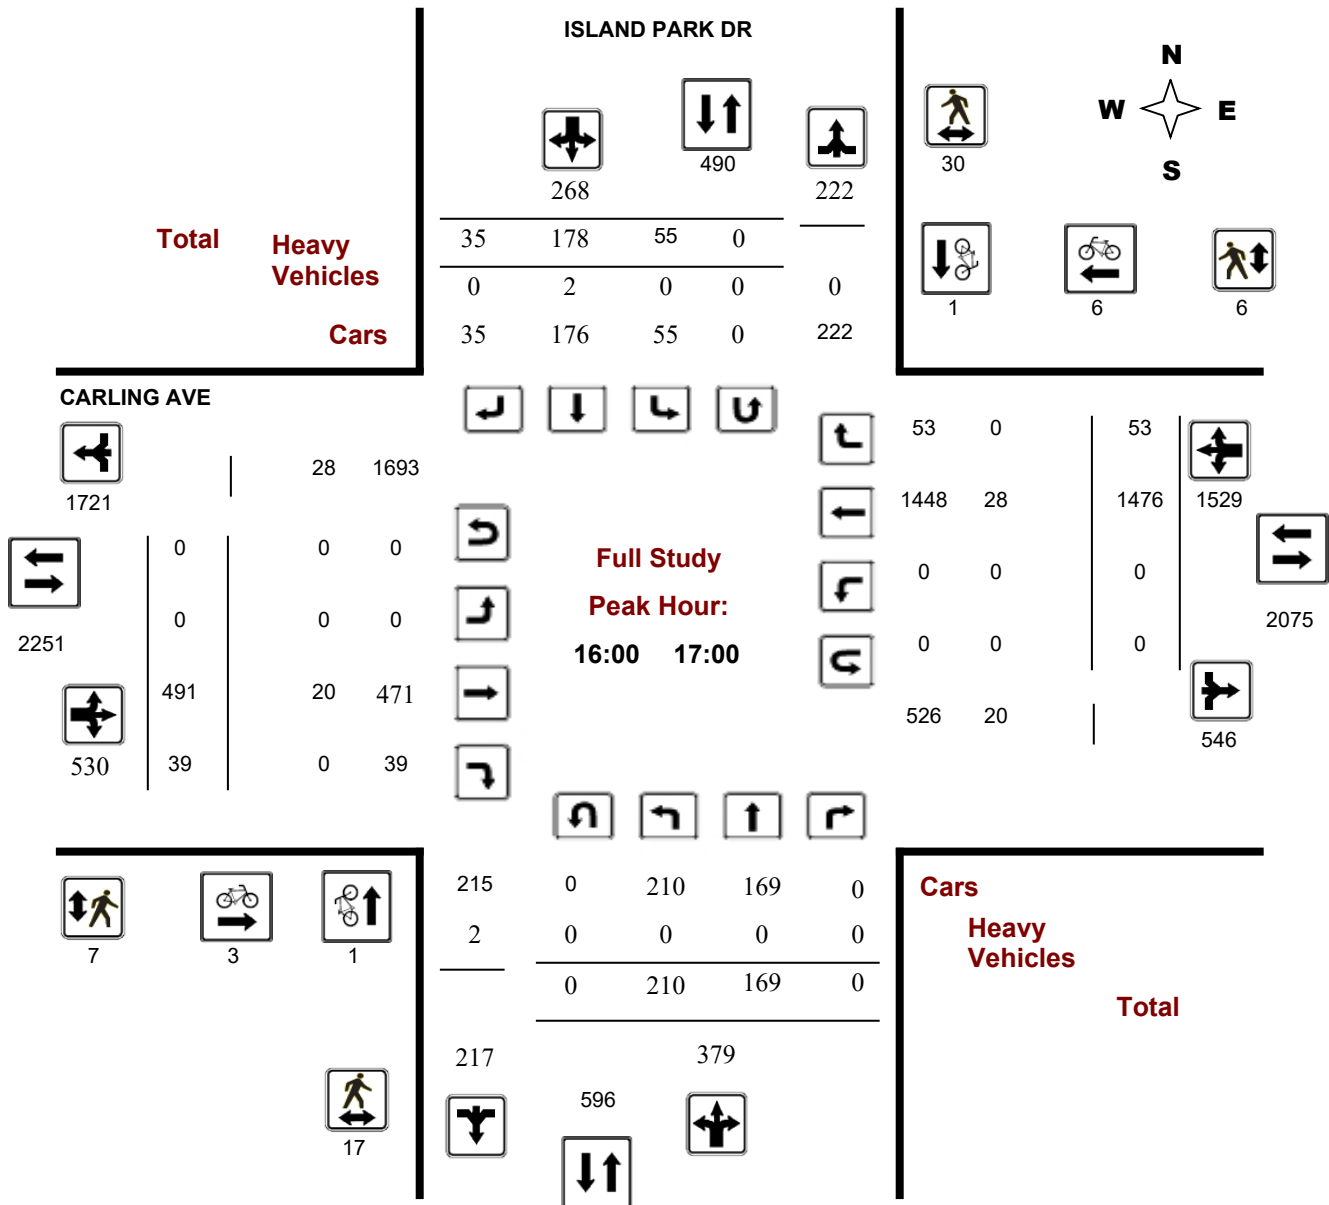 ISLAND PARK DR
N
W E
S
490
30
268
222
Total
Heavy
Vehicles
35 178 55 0
0 2 0 0 0
1 6 6
Cars
35 176 55 0 222
CARLING AVE
53 0 53
28 1693
1721
1448 28 1476 1529
0 0 0
Full Study
0 0 0
Peak Hour:
0 0 0
2075
2251
16:00 17:00
0 0 0
491 20 471
526 20
546
530 39 0 39
215 0 210 169 0
Cars
2 0 0 0 0
Heavy
Vehicles
7 3 1
0 210 169 0
Total
217 379
596
17